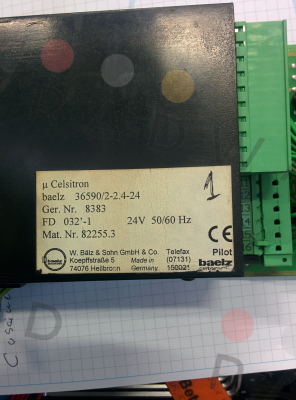 µ Celsitron
baelz 36590/2-2.4-24
Ger. Nr. 8383
FD 032'-1 24V 50/60 Hz
Mat. Nr. 82255.3
1
CE
W. Bälz & Sohn GmbH & Co. Telefax Pilot
Koepffstraße 5 Made in (07131) baelz
74076 Heilbronn Germany 150021